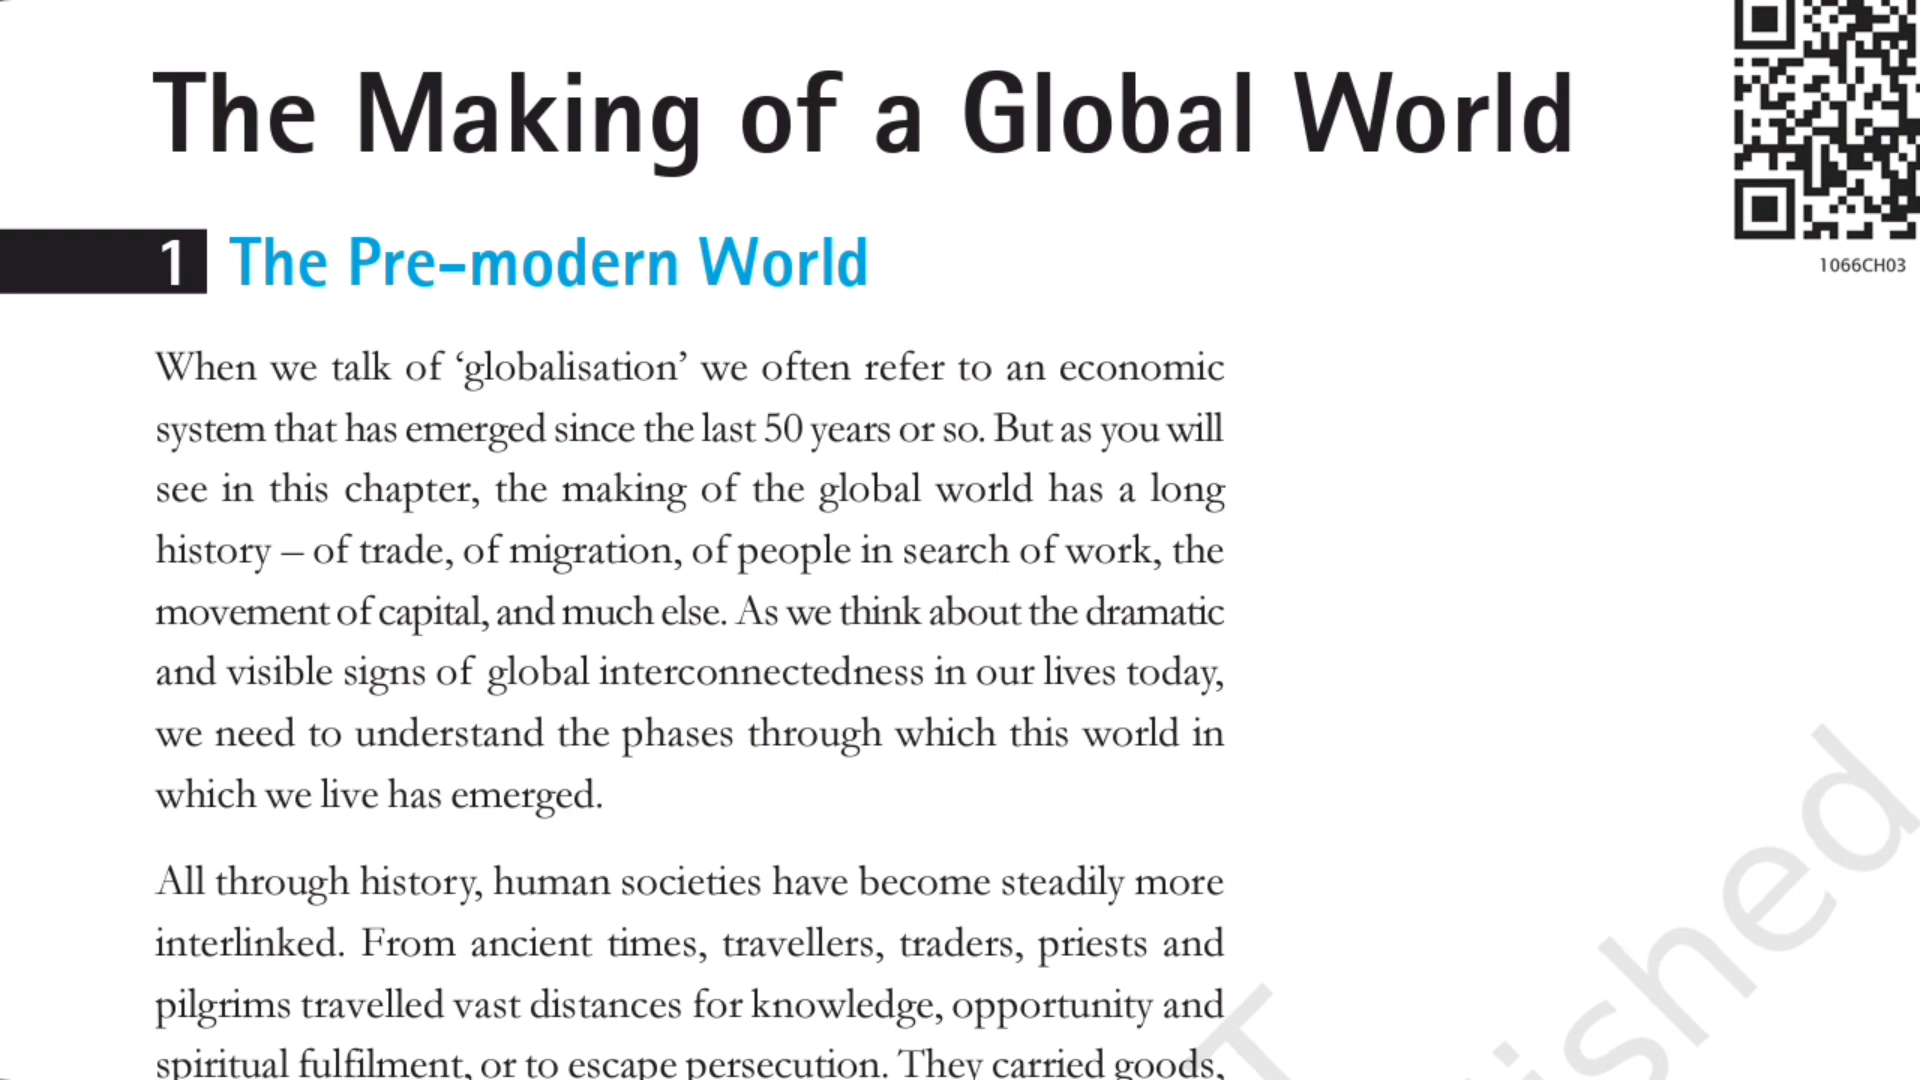 The Making of a Global World
1 The Pre-modern World
1066CH03
When we talk of ‘globalisation’ we often refer to an economic
system that has emerged since the last 50 years or so. But as you will
see in this chapter, the making of the global world has a long
history – of trade, of migration, of people in search of work, the
movement of capital, and much else. As we think about the dramatic
and visible signs of global interconnectedness in our lives today,
we need to understand the phases through which this world in
which we live has emerged.
All through history, human societies have become steadily more
interlinked. From ancient times, travellers, traders, priests and
pilgrims travelled vast distances for knowledge, opportunity and
spiritual fulfilment, or to escape persecution. They carried goods,
T
ished